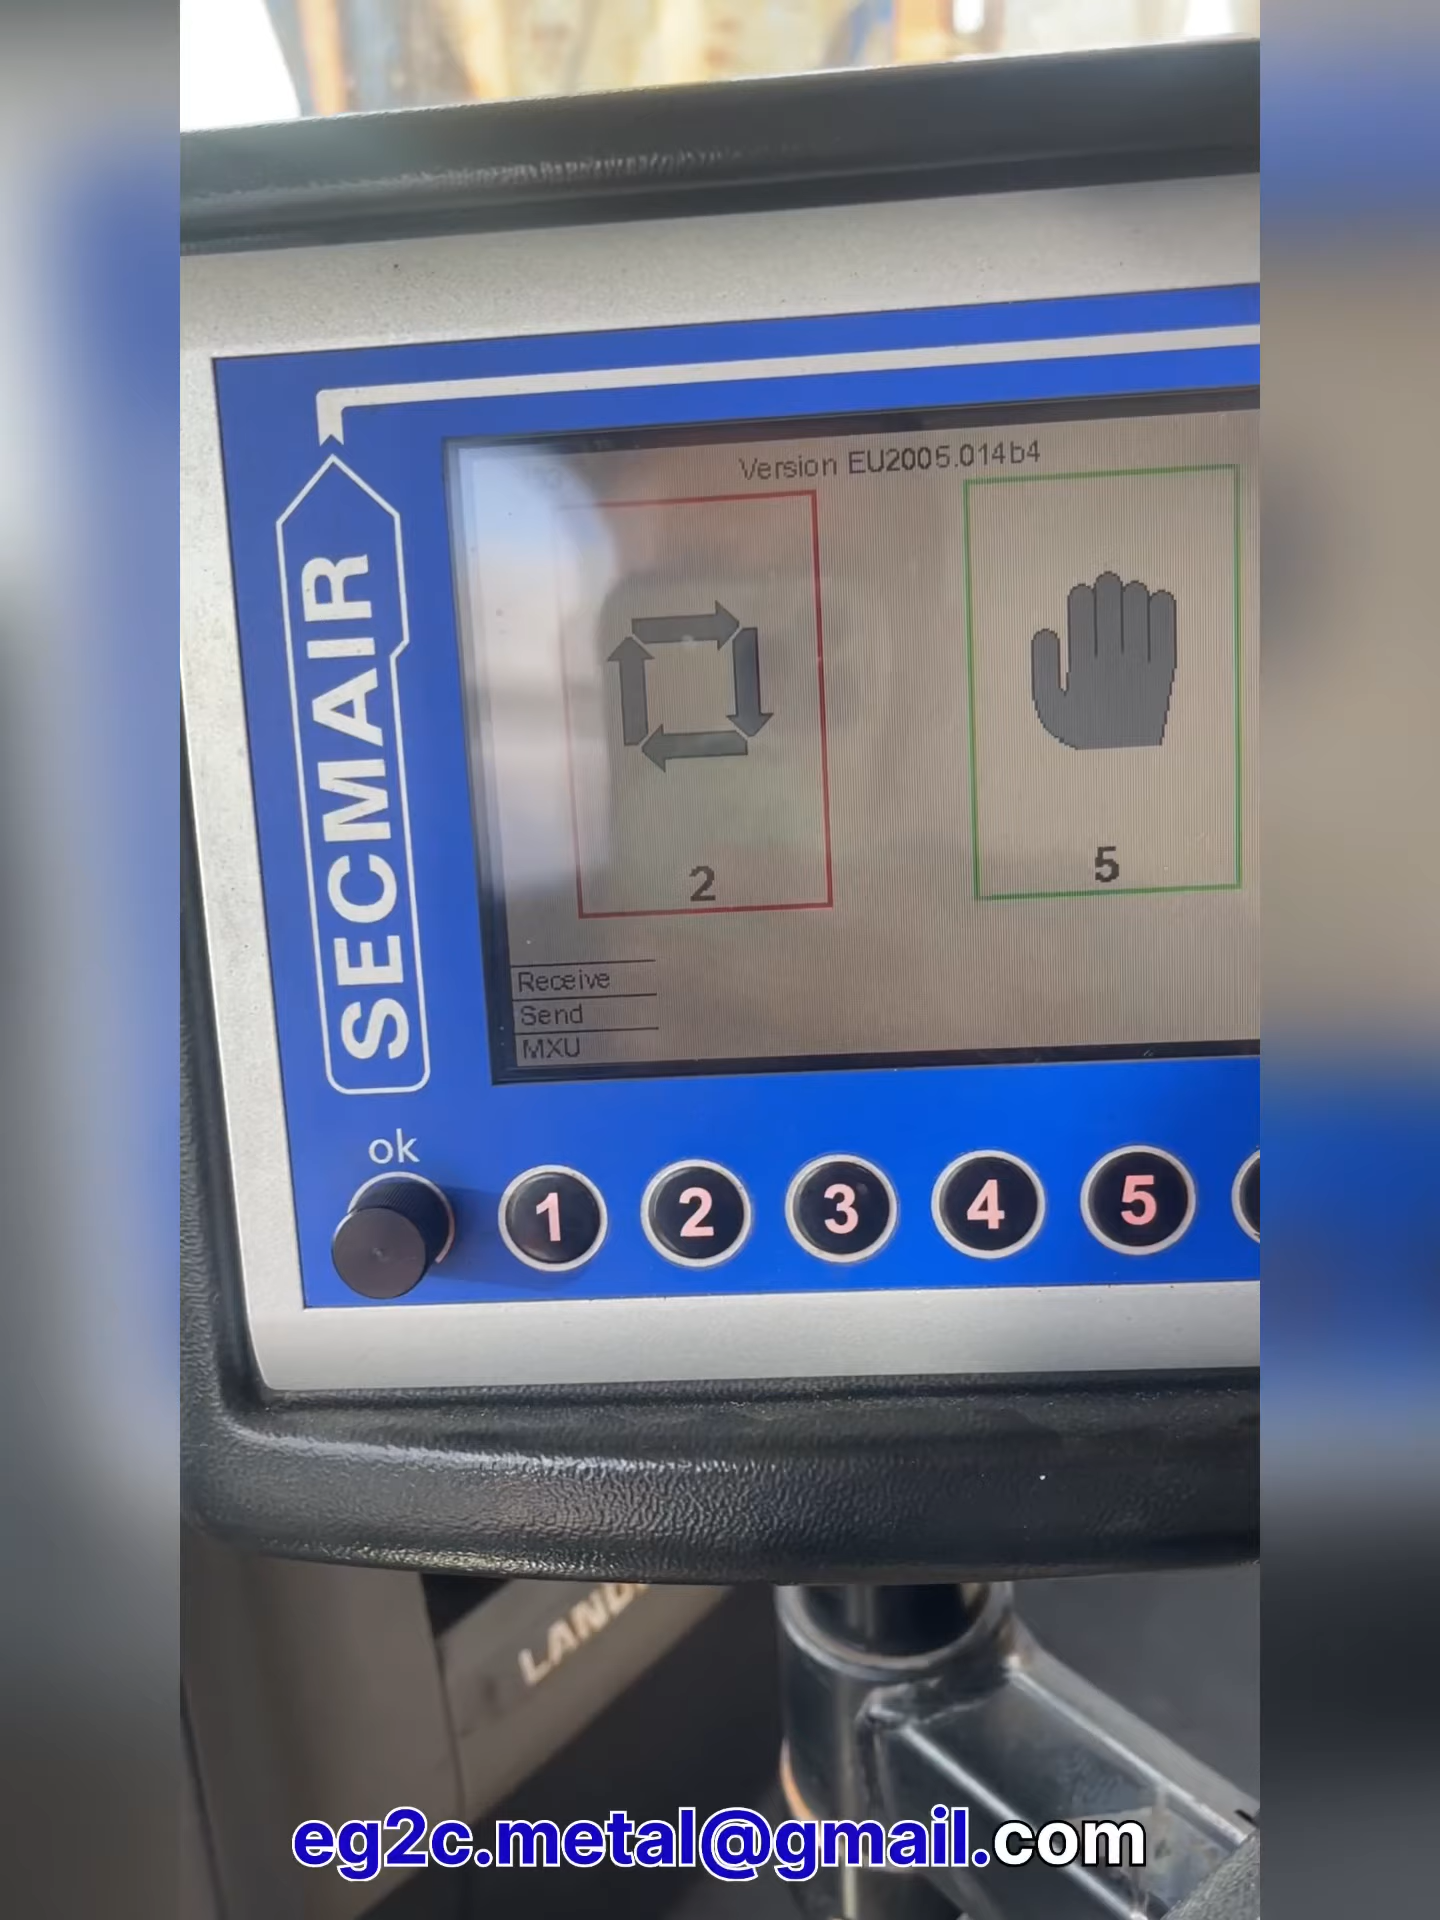 Version EU2005.014b4
SECMAIR
2
5
Receive
Send
MXU
ok
1 2 3 4 5
eg2c.metal@gmail.com